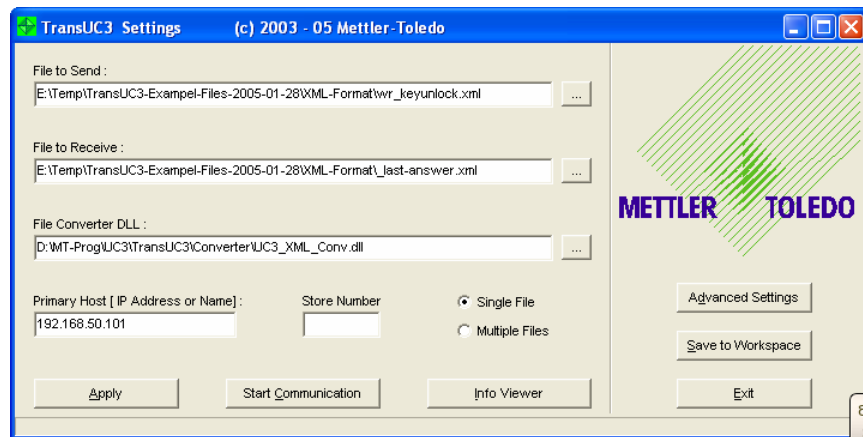 TransUC3 Settings (c) 2003 - 05 Mettler-Toledo
File to Send :
E:\Temp\TransUC3-Exampel-Files-2005-01-28\XML-Format\wr_keyunlock.xml
...
File to Receive :
E:\Temp\TransUC3-Exampel-Files-2005-01-28\XML-Format\_last-answer.xml
...
METTLER TOLEDO
File Converter DLL :
D:\MT-Prog\UC3\TransUC3\Converter\UC3_XML_Conv.dll
...
Primary Host [ IP Address or Name] :
192.168.50.101
Store Number
Single File
Multiple Files
Advanced Settings
Save to Workspace
Apply
Start Communication
Info Viewer
Exit
8